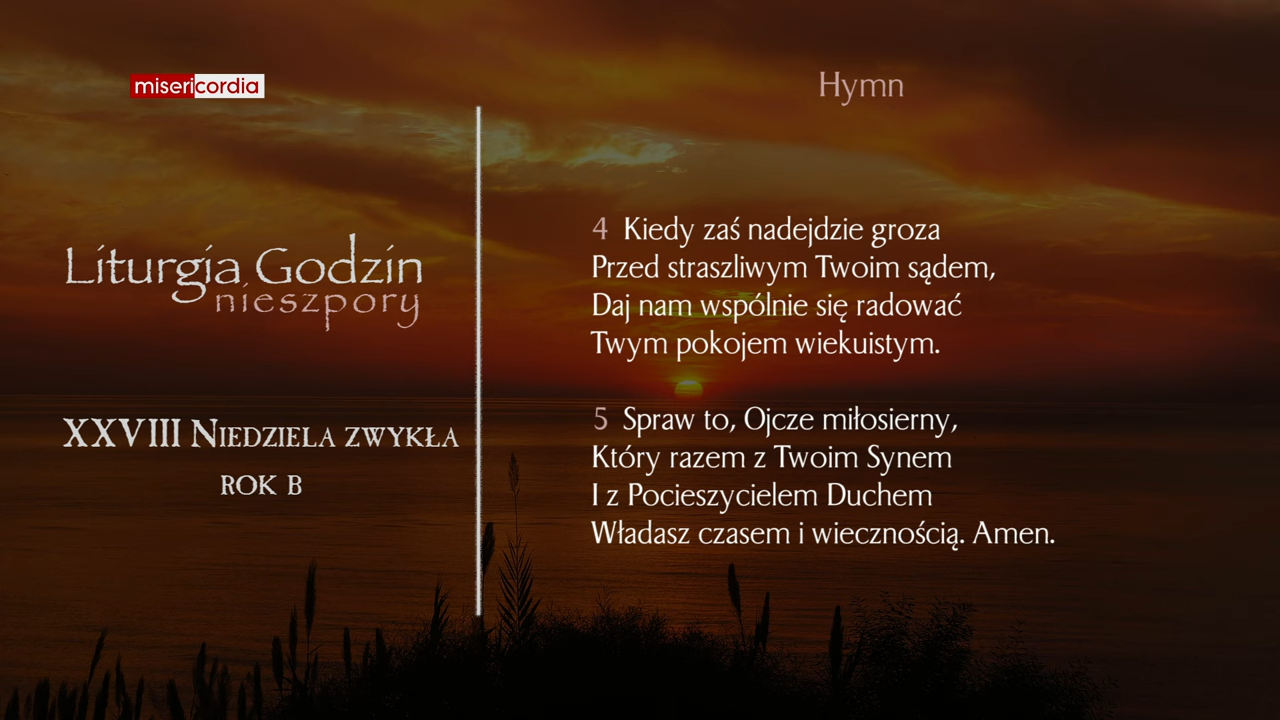 misericordia
Liturgia Godzin
nieszpory
XXVIII Niedziela zwykła
rok B
Hymn
4 Kiedy zaś nadejdzie groza
Przed straszliwym Twoim sądem,
Daj nam wspólnie się radować
Twym pokojem wiekuistym.
5 Spraw to, Ojcze miłosierny,
Który razem z Twoim Synem
I z Pocieszycielem Duchem
Władasz czasem i wiecznością. Amen.